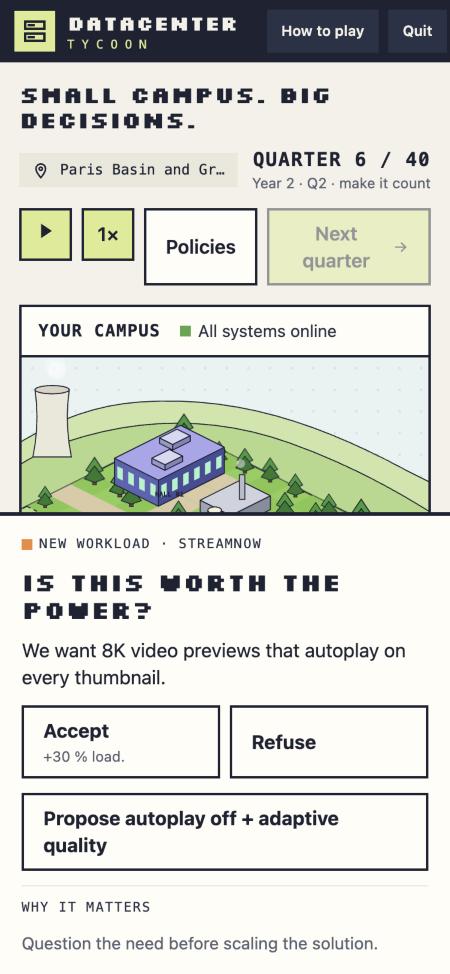 DATACENTER
TYCOON
How to play
Quit
SMALL CAMPUS. BIG
DECISIONS.
Paris Basin and Gr…
QUARTER 6 / 40
Year 2 · Q2 · make it count
1×
Policies
Next
quarter →
YOUR CAMPUS
All systems online
NEW WORKLOAD · STREAMNOW
IS THIS WORTH THE
POWER?
We want 8K video previews that autoplay on
every thumbnail.
Accept
+30 % load.
Refuse
Propose autoplay off + adaptive
quality
WHY IT MATTERS
Question the need before scaling the solution.